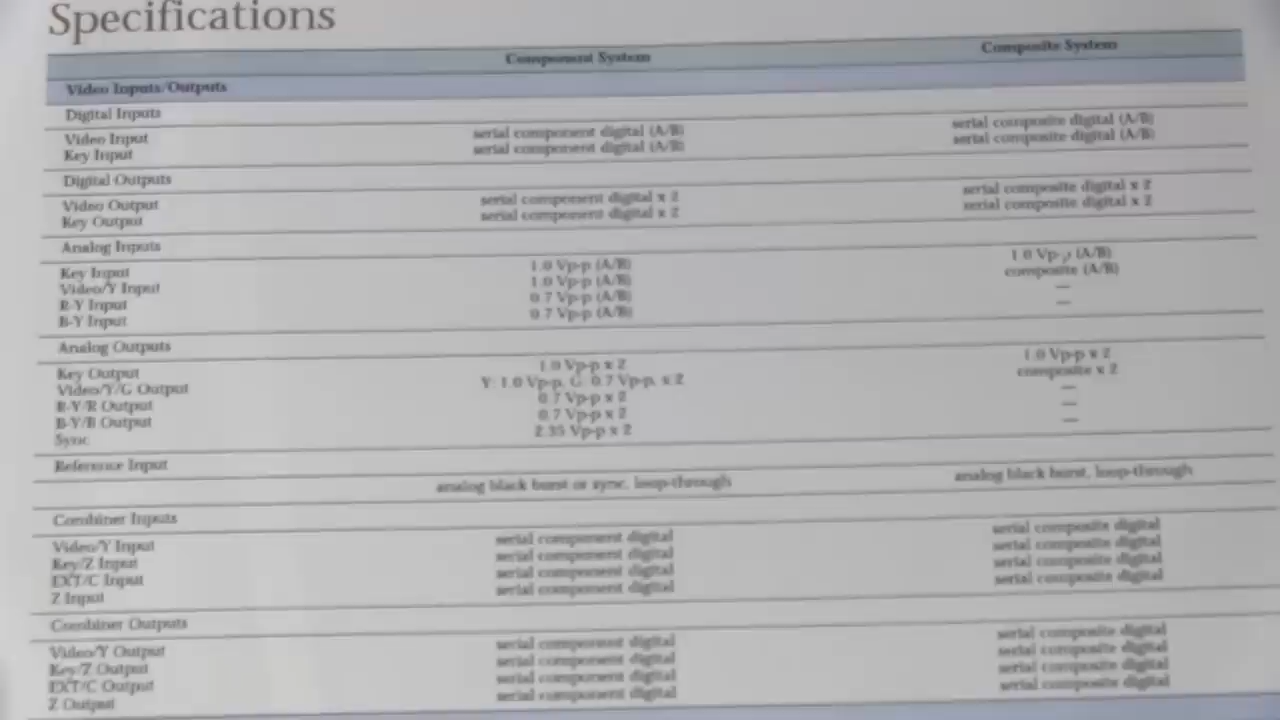 Specifications
Component System Composite System
Video Inputs/Outputs
Digital Inputs
Video Input serial component digital (A/B) serial composite digital (A/B)
Key Input serial component digital (A/B) serial composite digital (A/B)
Digital Outputs
Video Output serial component digital x 2 serial composite digital x 2
Key Output serial component digital x 2 serial composite digital x 2
Analog Inputs
Key Input 1.0 Vp-p (A/B) 1.0 Vp-p (A/B)
Video/Y Input 1.0 Vp-p (A/B) composite (A/B)
R-Y Input 0.7 Vp-p (A/B) —
B-Y Input 0.7 Vp-p (A/B) —
Analog Outputs
Key Output 1.0 Vp-p x 2 1.0 Vp-p x 2
Video/Y/G Output Y: 1.0 Vp-p, G: 0.7 Vp-p, x 2 composite x 2
R-Y/R Output 0.7 Vp-p x 2 —
B-Y/B Output 0.7 Vp-p x 2 —
Sync 2.35 Vp-p x 2 —
Reference Input
analog black burst or sync, loop-through analog black burst, loop-through
Combiner Inputs
Video/Y Input serial component digital serial composite digital
Key/Z Input serial component digital serial composite digital
EXT/C Input serial component digital serial composite digital
Z Input serial component digital serial composite digital
Combiner Outputs
Video/Y Output serial component digital serial composite digital
Key/Z Output serial component digital serial composite digital
EXT/C Output serial component digital serial composite digital
Z Output serial component digital serial composite digital